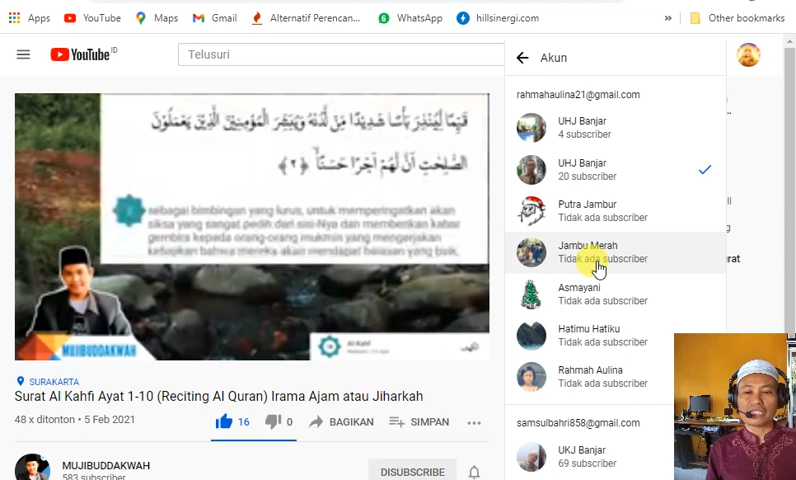 Apps YouTube Maps Gmail Alternatif Perencan... 6 WhatsApp hillsinergi.com » Other bookmarks
YouTube ID
Telusuri
Akun
rahmahaulina21@gmail.com
UHJ Banjar
4 subscriber
UHJ Banjar
20 subscriber
Putra Jambur
Tidak ada subscriber
Jambu Merah
Tidak ada subscriber
Asmayani
Tidak ada subscriber
Hatimu Hatiku
Tidak ada subscriber
Rahmah Aulina
Tidak ada subscriber
samsulbahri858@gmail.com
UKJ Banjar
69 subscriber
قَيِّمًا لِّيُنْذِرَ بَأْسًا شَدِيْدًا مِّنْ لَّدُنْهُ وَيُبَشِّرَ الْمُؤْمِنِيْنَ الَّذِيْنَ يَعْمَلُوْنَ
الصّٰلِحٰتِ اَنَّ لَهُمْ اَجْرًا حَسَنًاۙ ﴿٢﴾
2
sebagai bimbingan yang lurus, untuk memperingatkan akan
siksa yang sangat pedih dari sisi-Nya dan memberikan kabar
gembira kepada orang-orang mukmin yang mengerjakan
kebajikan bahwa mereka akan mendapat balasan yang baik,
MUJIBUDDAKWAH
Al-Kahf
SURAKARTA
Surat Al Kahfi Ayat 1-10 (Reciting Al Quran) Irama Ajam atau Jiharkah
48 x ditonton • 5 Feb 2021
16 0 BAGIKAN SIMPAN ...
MUJIBUDDAKWAH
583 subscriber
DISUBSCRIBE